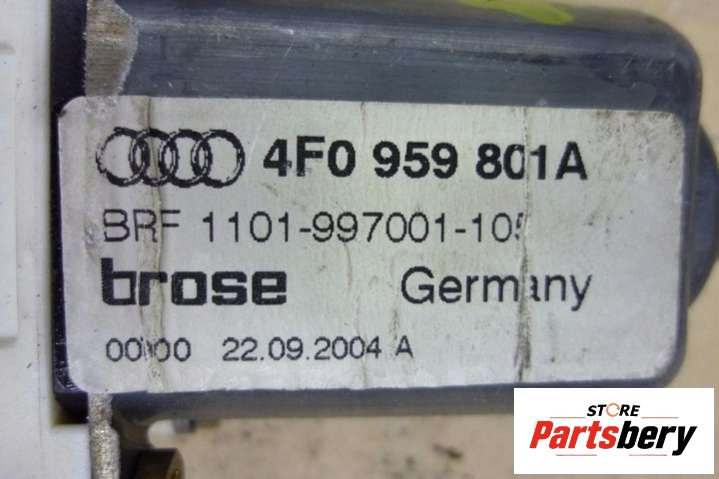 4F0 959 801A
BRF 1101-997001-105
brose Germany
00000 22.09.2004 A
STORE
Partsbery